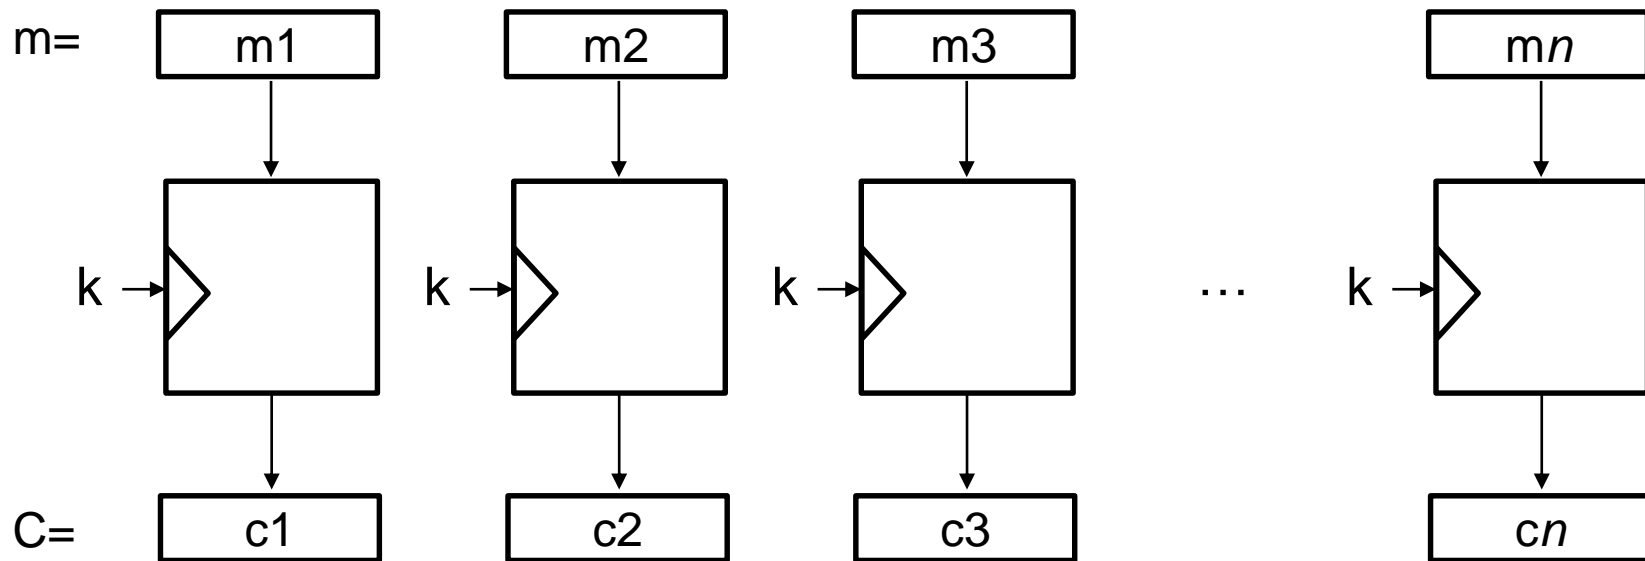 m= m1 m2 m3 mn
k k k … k
C= c1 c2 c3 cn